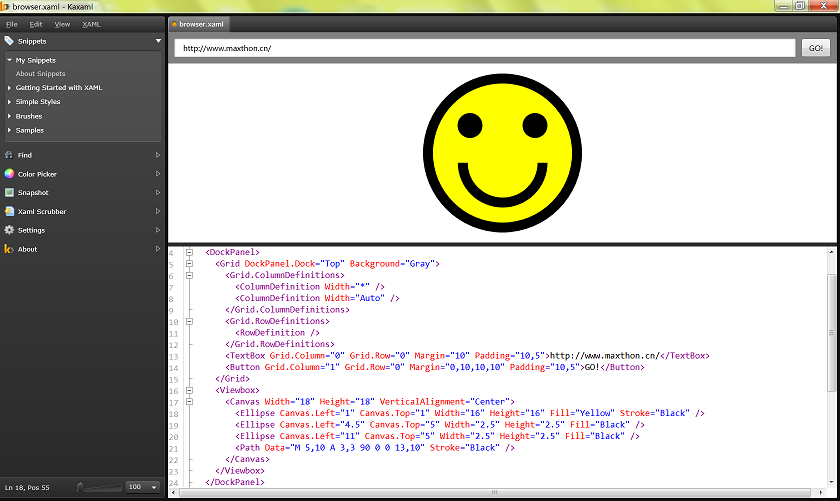 browser.xaml - Kaxaml
File Edit View XAML
Snippets
My Snippets
About Snippets
Getting Started with XAML
Simple Styles
Brushes
Samples
Find
Color Picker
Snapshot
Xaml Scrubber
Settings
About
Ln 18, Pos 55
100
browser.xaml
http://www.maxthon.cn/ GO!
4 <DockPanel>
5 <Grid DockPanel.Dock="Top" Background="Gray">
6 <Grid.ColumnDefinitions>
7 <ColumnDefinition Width="*" />
8 <ColumnDefinition Width="Auto" />
9 </Grid.ColumnDefinitions>
10 <Grid.RowDefinitions>
11 <RowDefinition />
12 </Grid.RowDefinitions>
13 <TextBox Grid.Column="0" Grid.Row="0" Margin="10" Padding="10,5">http://www.maxthon.cn/</TextBox>
14 <Button Grid.Column="1" Grid.Row="0" Margin="0,10,10,10" Padding="10,5">GO!</Button>
15 </Grid>
16 <Viewbox>
17 <Canvas Width="18" Height="18" VerticalAlignment="Center">
18 <Ellipse Canvas.Left="1" Canvas.Top="1" Width="16" Height="16" Fill="Yellow" Stroke="Black" />
19 <Ellipse Canvas.Left="4.5" Canvas.Top="5" Width="2.5" Height="2.5" Fill="Black" />
20 <Ellipse Canvas.Left="11" Canvas.Top="5" Width="2.5" Height="2.5" Fill="Black" />
21 <Path Data="M 5,10 A 3,3 90 0 0 13,10" Stroke="Black" />
22 </Canvas>
23 </Viewbox>
24 </DockPanel>